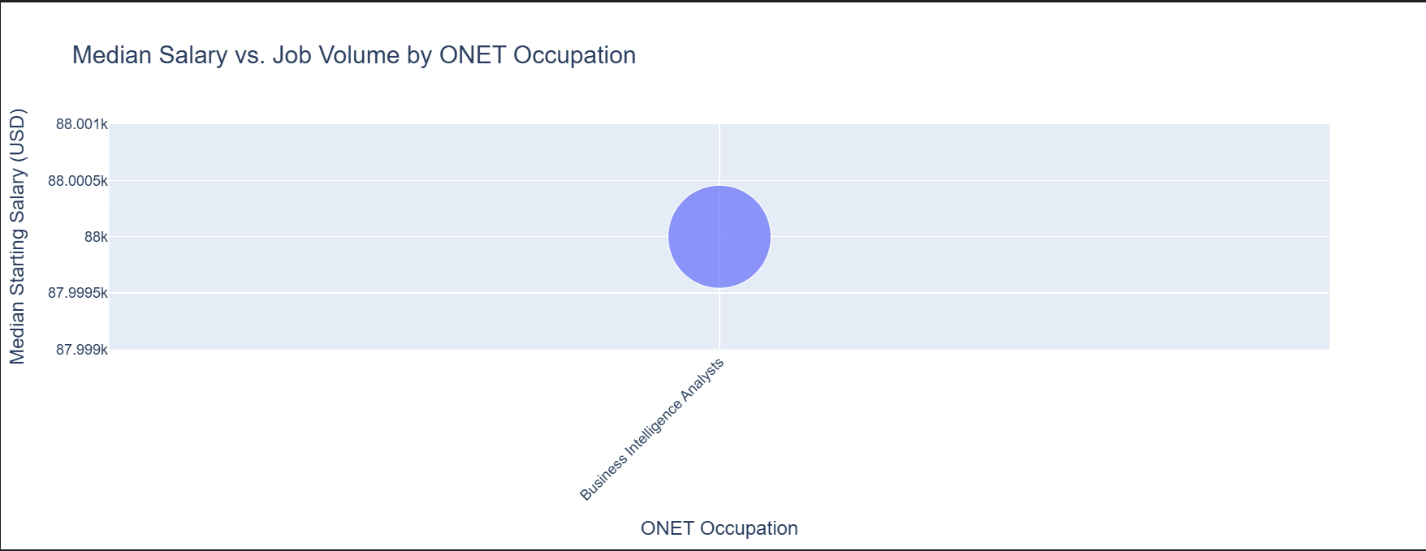 Median Salary vs. Job Volume by ONET Occupation
Median Starting Salary (USD)
88.001k
88.0005k
88k
87.9995k
87.999k
Business Intelligence Analysts
ONET Occupation